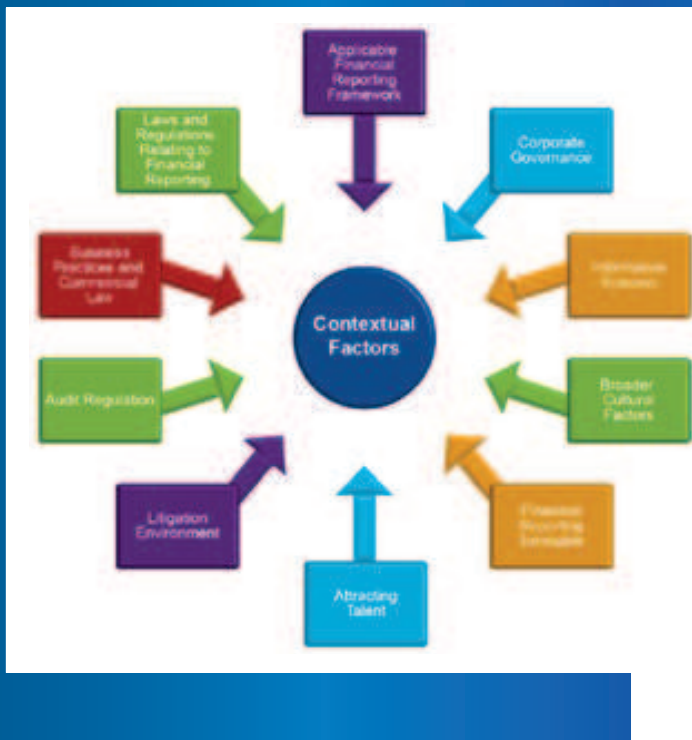 Applicable
Financial
Reporting
Framework
Laws and
Regulations
Relating to
Financial
Reporting
Corporate
Governance
Business
Practices and
Commercial
Law
Information
Contextual
Factors
Audit Regulation
Broader
Cultural
Factors
Litigation
Environment
Financial
Reporting
Attracting
Talent